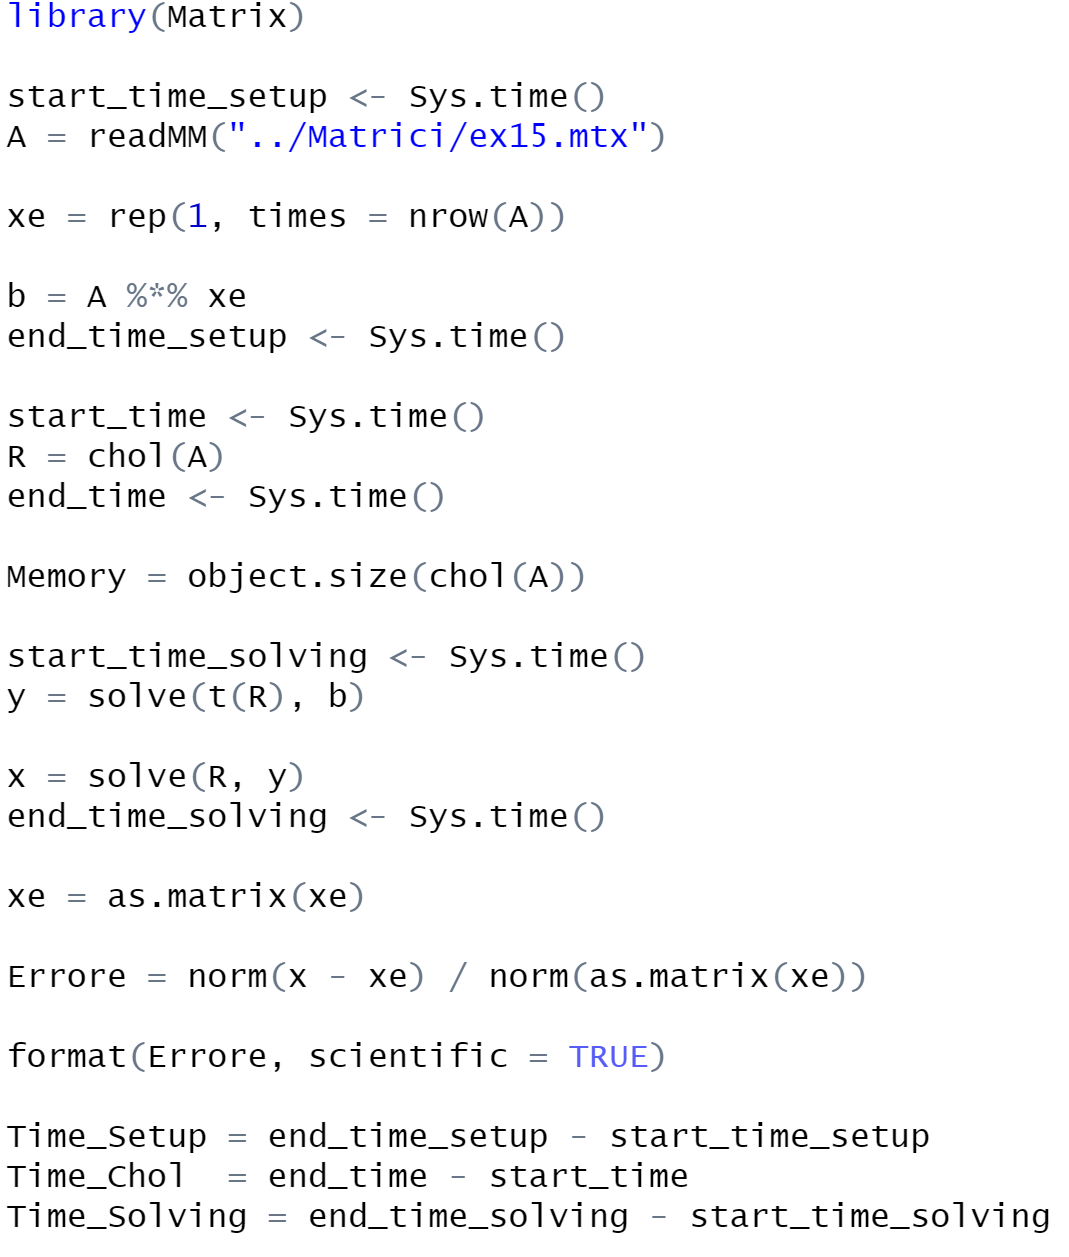 library(Matrix)
start_time_setup <- Sys.time()
A = readMM("../Matrici/ex15.mtx")
xe = rep(1, times = nrow(A))
b = A %*% xe
end_time_setup <- Sys.time()
start_time <- Sys.time()
R = chol(A)
end_time <- Sys.time()
Memory = object.size(chol(A))
start_time_solving <- Sys.time()
y = solve(t(R), b)
x = solve(R, y)
end_time_solving <- Sys.time()
xe = as.matrix(xe)
Errore = norm(x - xe) / norm(as.matrix(xe))
format(Errore, scientific = TRUE)
Time_Setup = end_time_setup - start_time_setup
Time_Chol  = end_time - start_time
Time_Solving = end_time_solving - start_time_solving